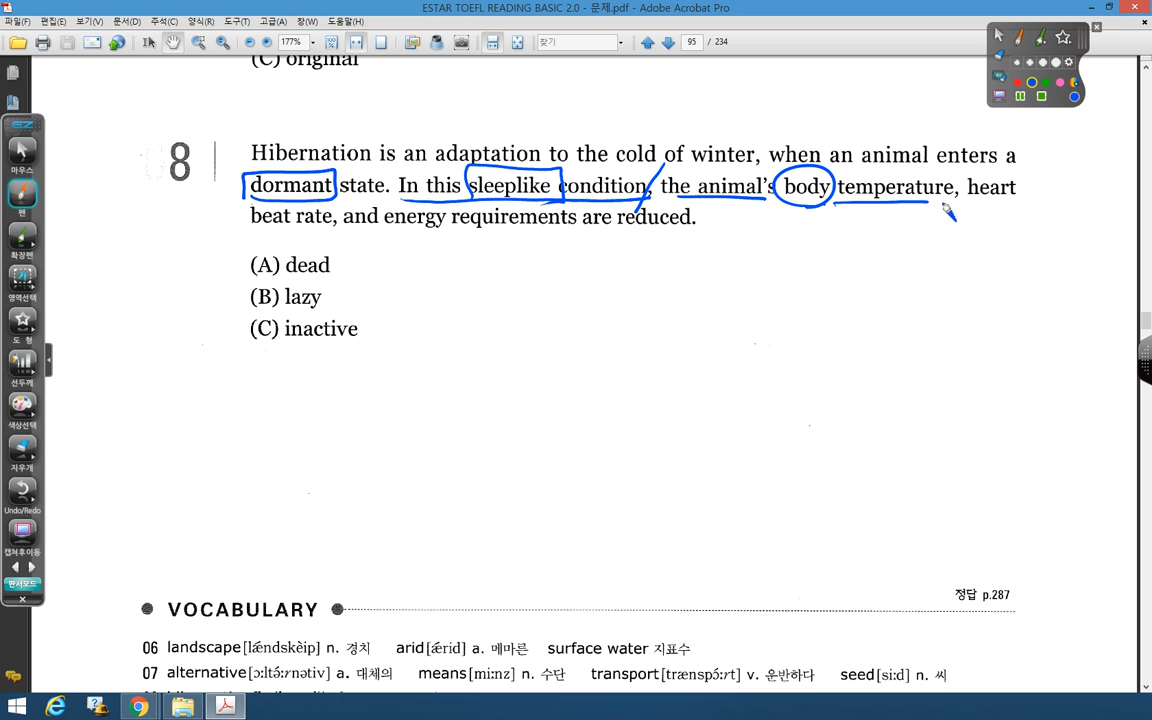 ESTAR TOEFL READING BASIC 2.0 - 문제.pdf - Adobe Acrobat Pro
파일(F) 편집(E) 보기(V) 문서(D) 주석(C) 양식(R) 도구(T) 고급(A) 창(W) 도움말(H)
177% 찾기 95 / 234
(C) original
8
Hibernation is an adaptation to the cold of winter, when an animal enters a
dormant state. In this sleeplike condition, the animal's body temperature, heart
beat rate, and energy requirements are reduced.
(A) dead
(B) lazy
(C) inactive
정답 p.287
VOCABULARY
06 landscape[lǽndskèip] n. 경치 arid[ǽrid] a. 메마른 surface water 지표수
07 alternative[ɔːltə́ːrnətiv] a. 대체의 means[miːnz] n. 수단 transport[trænspɔ́ːrt] v. 운반하다 seed[siːd] n. 씨
EZ
마우스
펜
확장펜
가
영역선택
도 형
선두께
색상선택
지우개
Undo/Redo
캡쳐후이동
판서모드